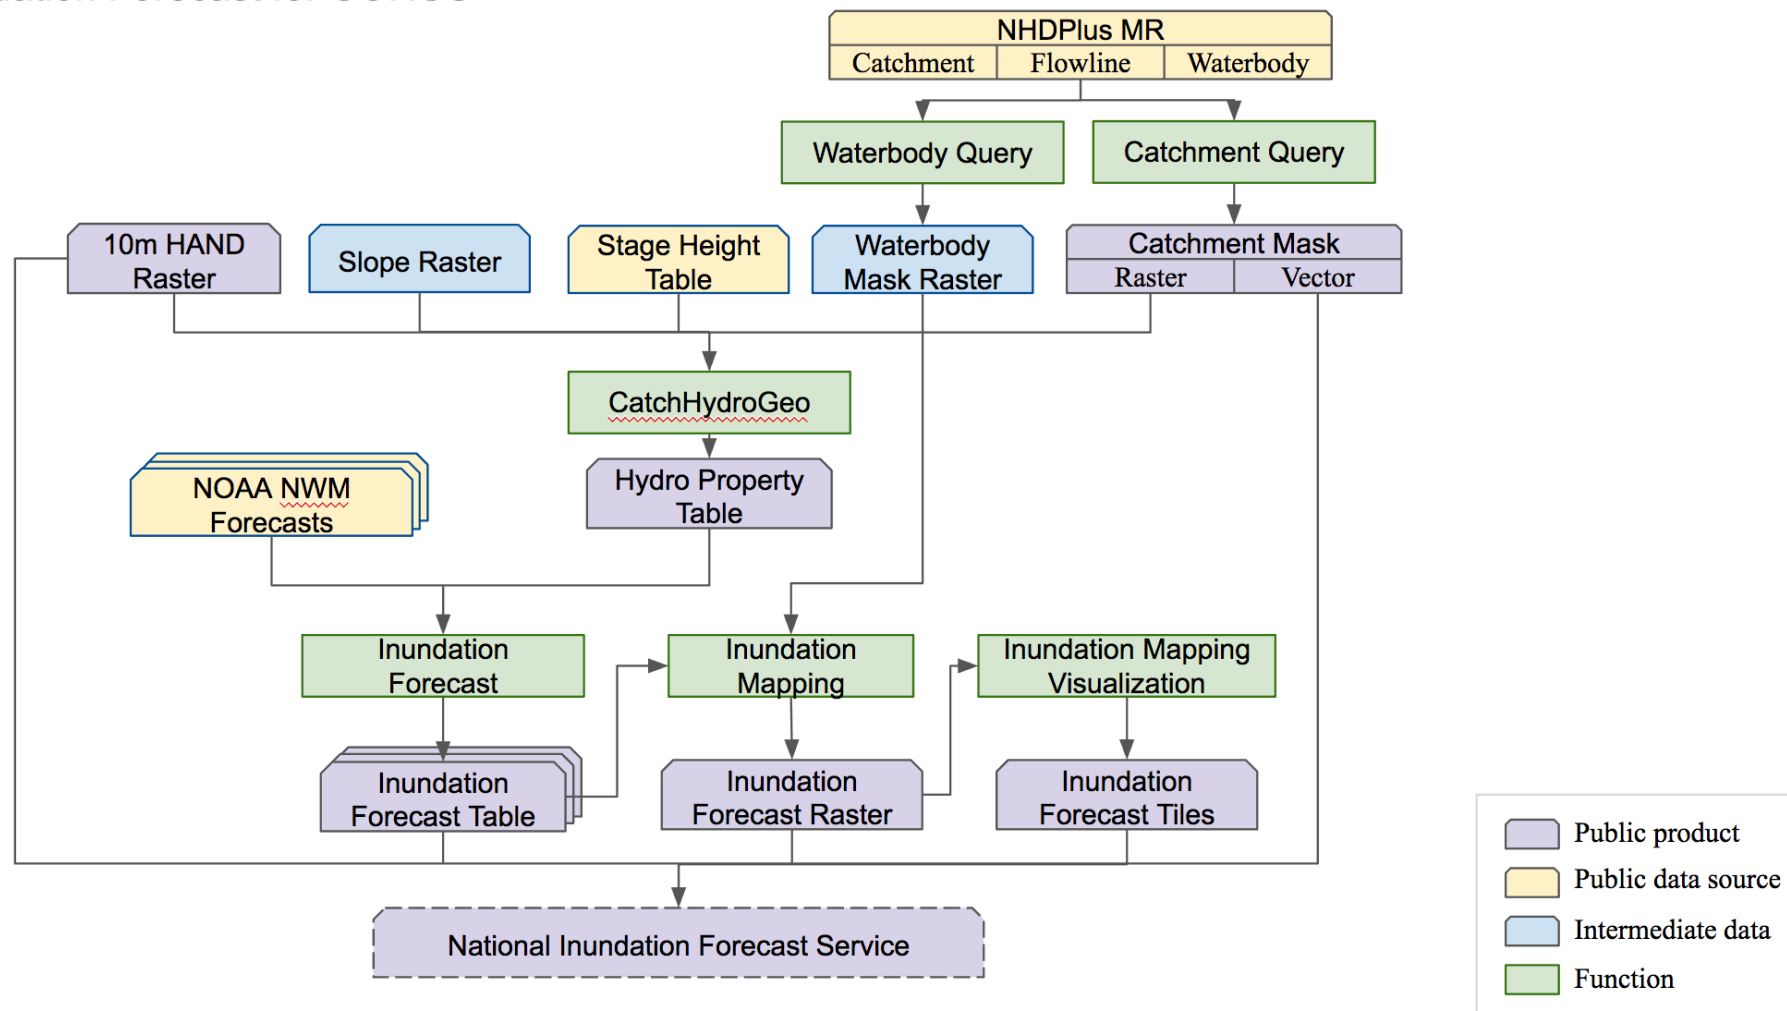 NHDPlus MR
Catchment Flowline Waterbody
Waterbody Query
Catchment Query
10m HAND
Raster
Slope Raster
Stage Height
Table
Waterbody
Mask Raster
Catchment Mask
Raster Vector
CatchHydroGeo
NOAA NWM
Forecasts
Hydro Property
Table
Inundation
Forecast
Inundation
Mapping
Inundation Mapping
Visualization
Inundation
Forecast Table
Inundation
Forecast Raster
Inundation
Forecast Tiles
National Inundation Forecast Service
Public product
Public data source
Intermediate data
Function